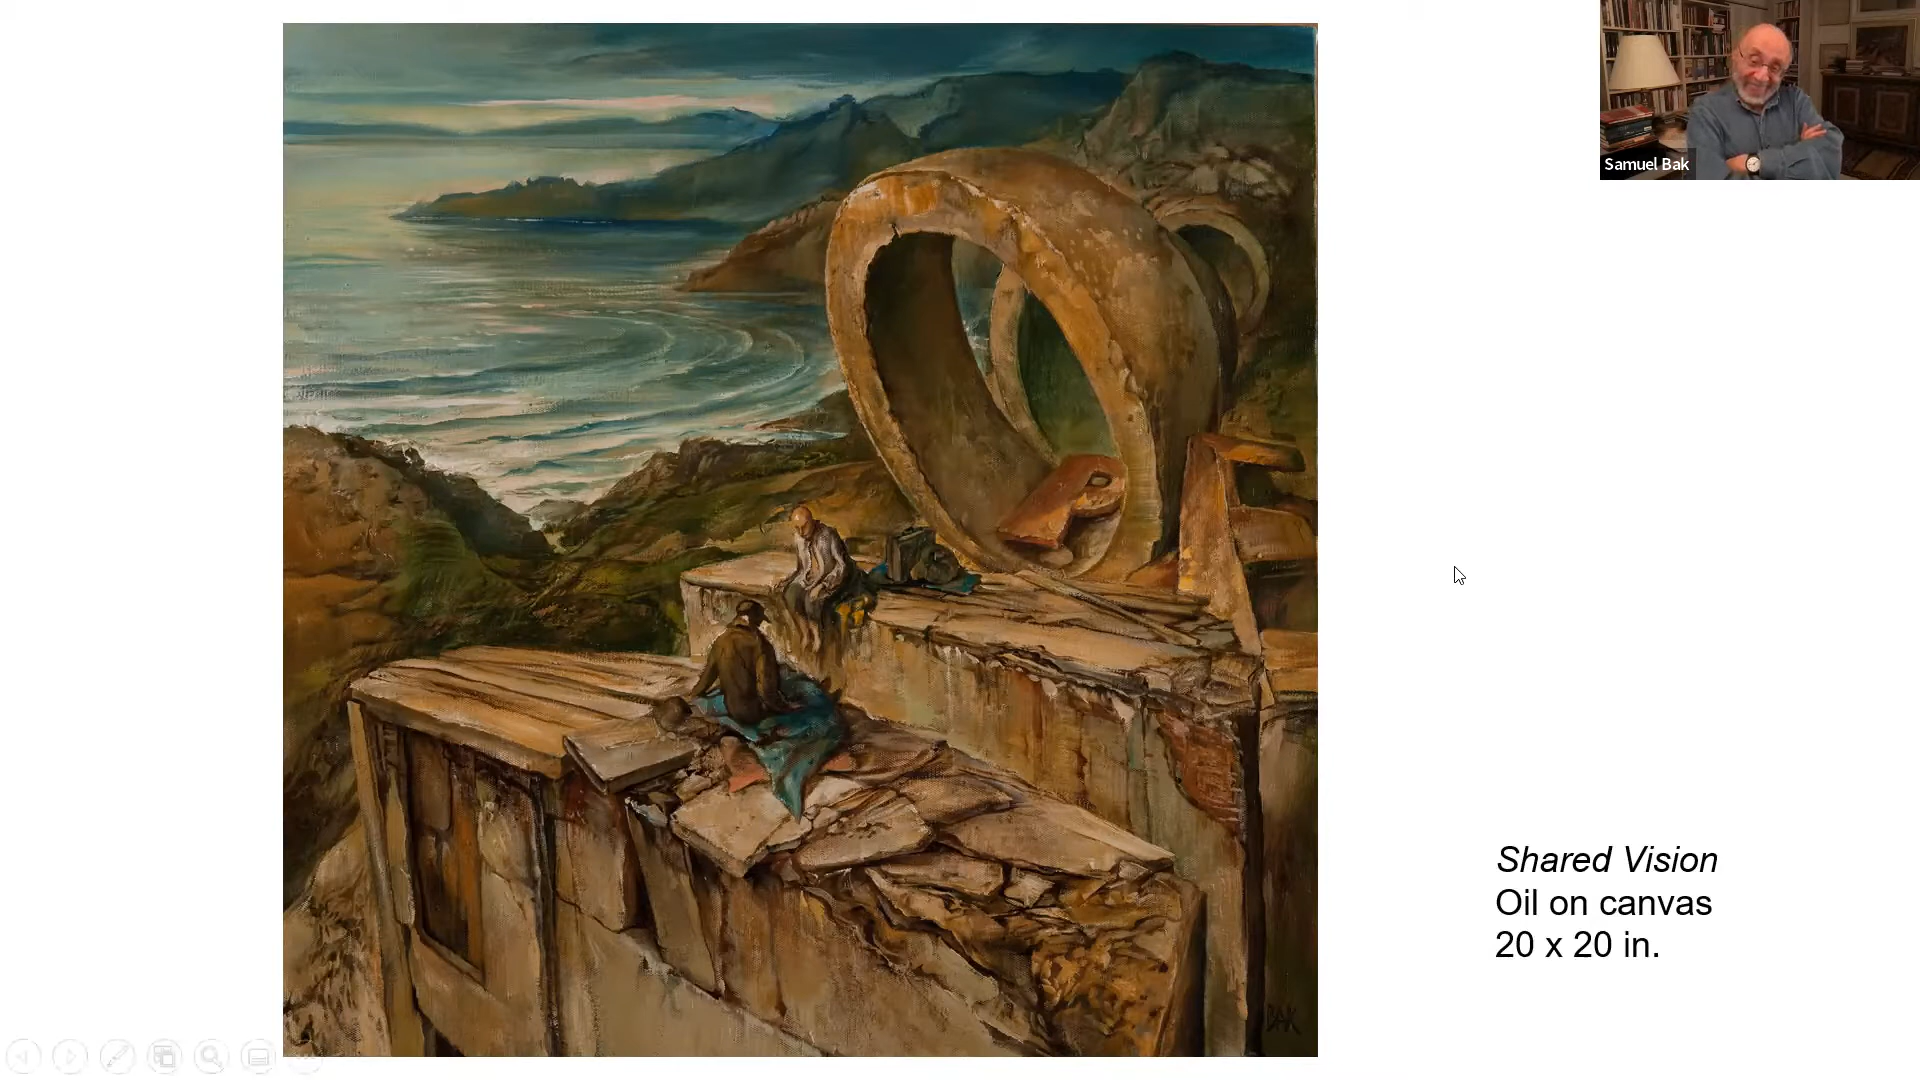 Samuel Bak
Shared Vision
Oil on canvas
20 x 20 in.
BAK